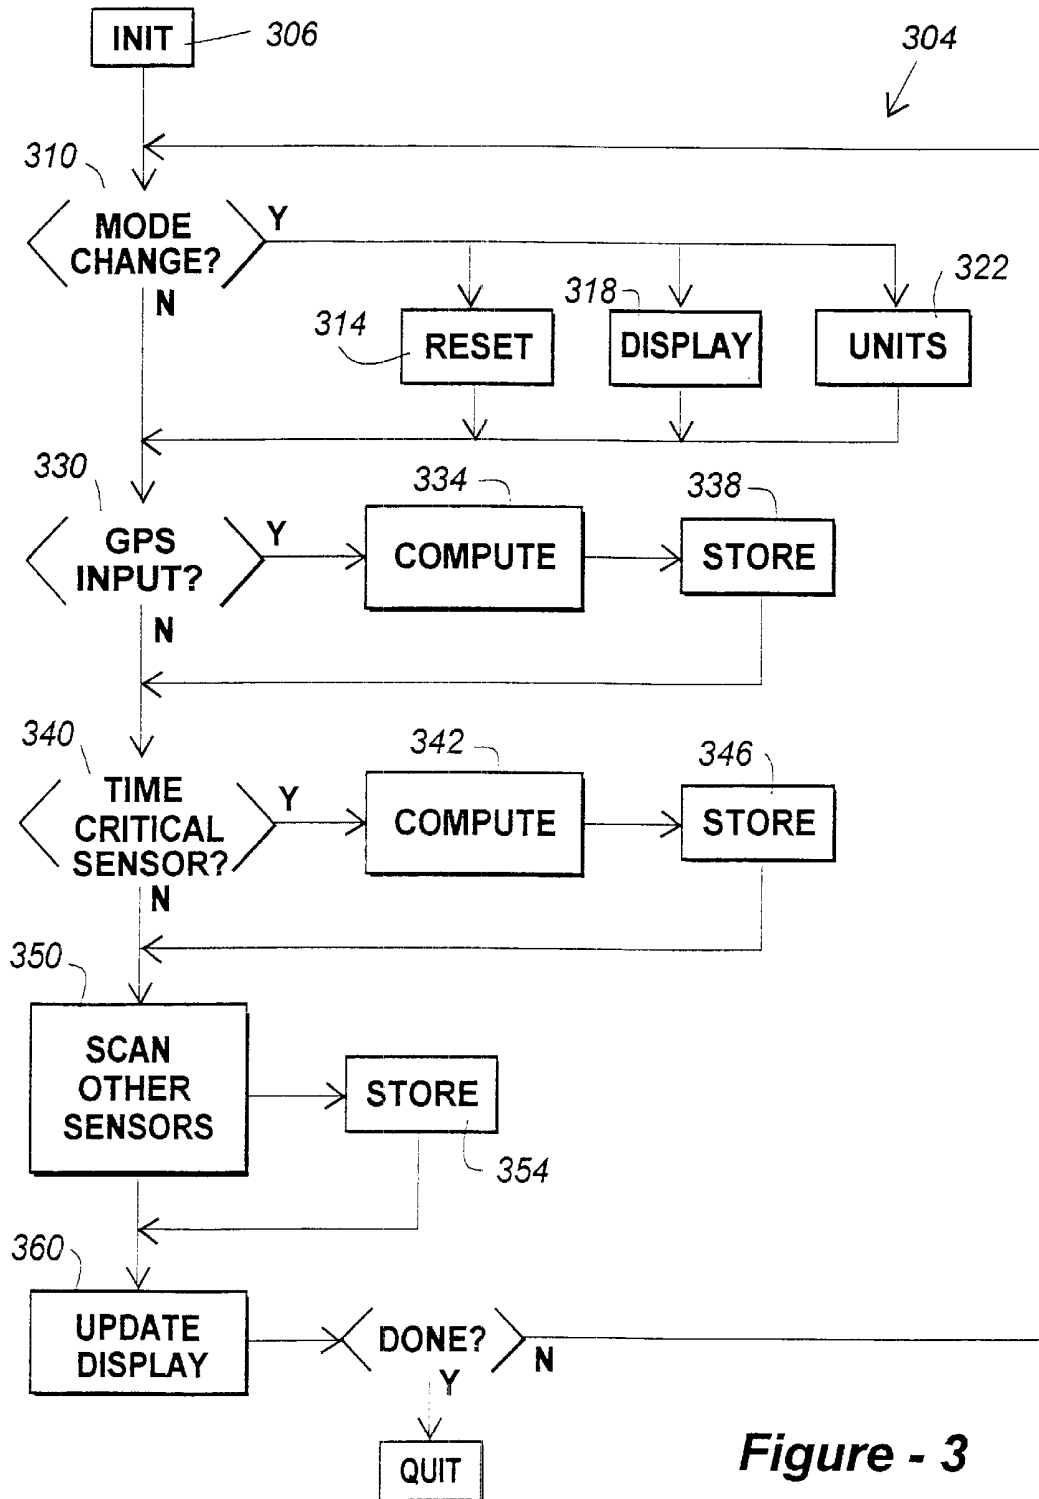 INIT
306
304
310
MODE
CHANGE?
Y
N
314
RESET
318
DISPLAY
322
UNITS
330
GPS
INPUT?
Y
N
334
COMPUTE
338
STORE
340
TIME
CRITICAL
SENSOR?
Y
N
342
COMPUTE
346
STORE
350
SCAN
OTHER
SENSORS
STORE
354
360
UPDATE
DISPLAY
DONE?
N
Y
QUIT
Figure - 3